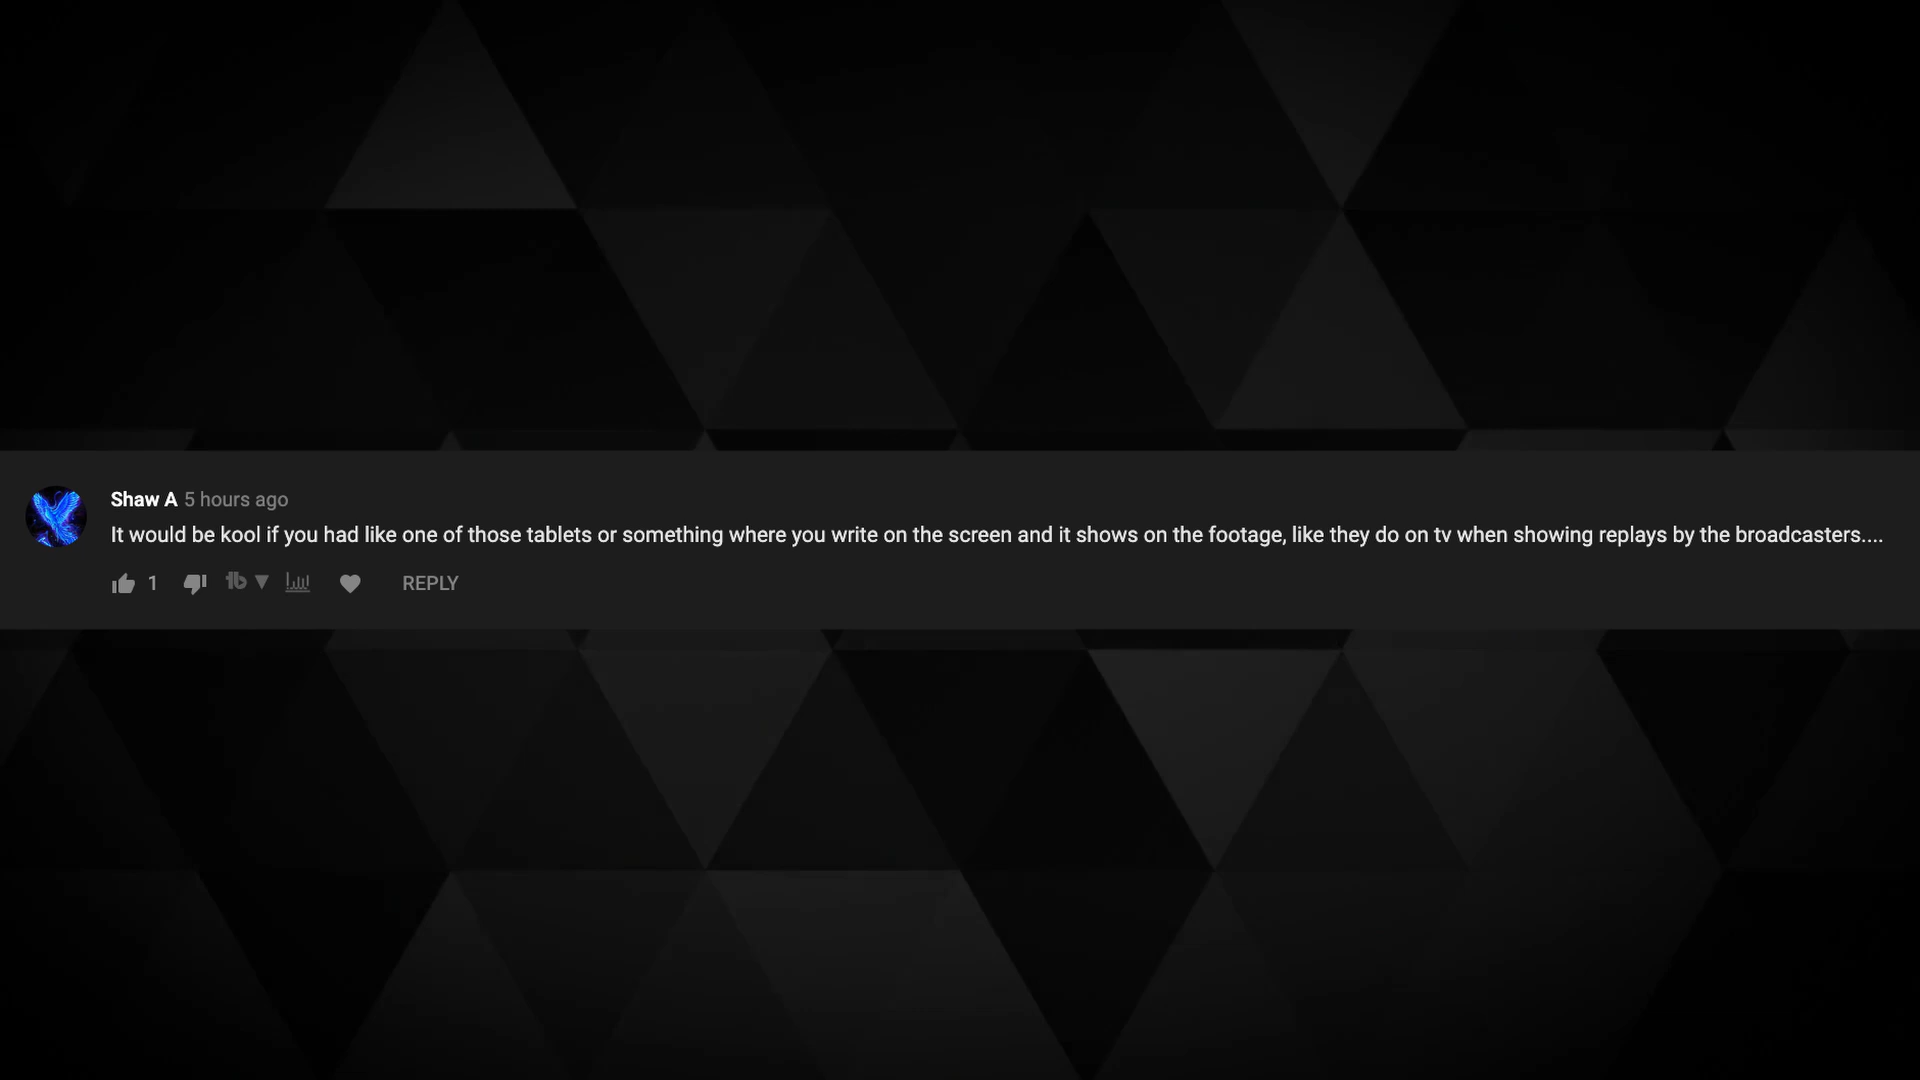 Shaw A 5 hours ago
It would be kool if you had like one of those tablets or something where you write on the screen and it shows on the footage, like they do on tv when showing replays by the broadcasters....
1 REPLY